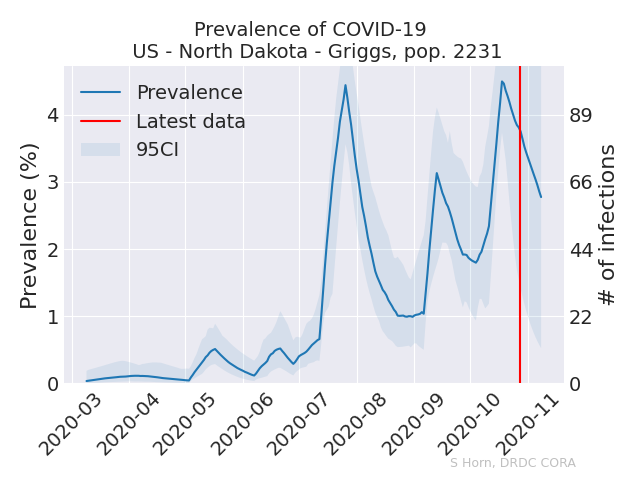 Prevalence of COVID-19
US - North Dakota - Griggs, pop. 2231
Prevalence
Latest data
95CI
Prevalence (%)
4
3
2
1
0
# of infections
89
66
44
22
0
2020-03
2020-04
2020-05
2020-06
2020-07
2020-08
2020-09
2020-10
2020-11
S Horn, DRDC CORA